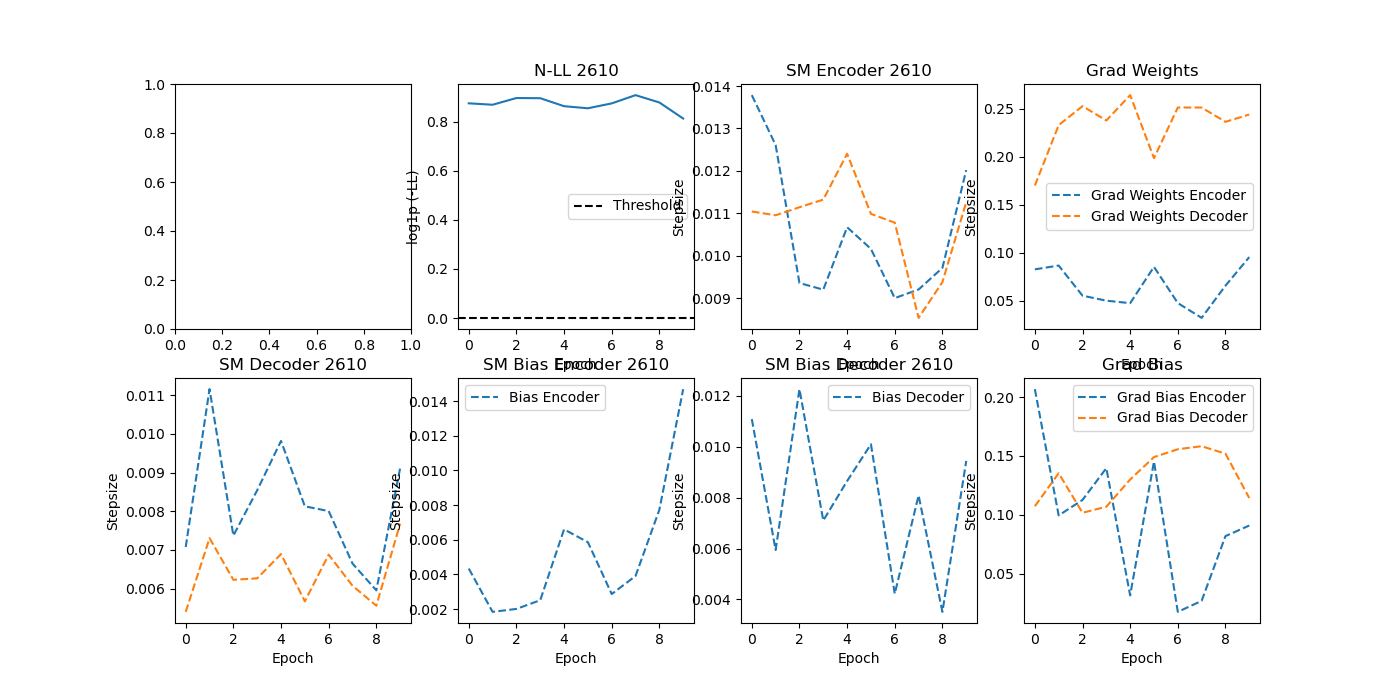 N-LL 2610
SM Encoder 2610
Grad Weights
1.0
0.8
0.6
0.4
0.2
0.0
0.0 0.2 0.4 0.6 0.8 1.0
log1p (-LL)
0.8
0.6
0.4
0.2
0.0
Threshold
0 2 4 6 8
Epoch
Stepsize
0.014
0.013
0.012
0.011
0.010
0.009
0 2 4 6 8
Epoch
Stepsize
0.25
0.20
0.15
0.10
0.05
Grad Weights Encoder
Grad Weights Decoder
0 2 4 6 8
Epoch
SM Decoder 2610
Stepsize
0.011
0.010
0.009
0.008
0.007
0.006
0 2 4 6 8
Epoch
SM Bias Encoder 2610
Stepsize
0.014
0.012
0.010
0.008
0.006
0.004
0.002
Bias Encoder
0 2 4 6 8
Epoch
SM Bias Decoder 2610
Stepsize
0.012
0.010
0.008
0.006
0.004
Bias Decoder
0 2 4 6 8
Epoch
Grad Bias
Stepsize
0.20
0.15
0.10
0.05
Grad Bias Encoder
Grad Bias Decoder
0 2 4 6 8
Epoch